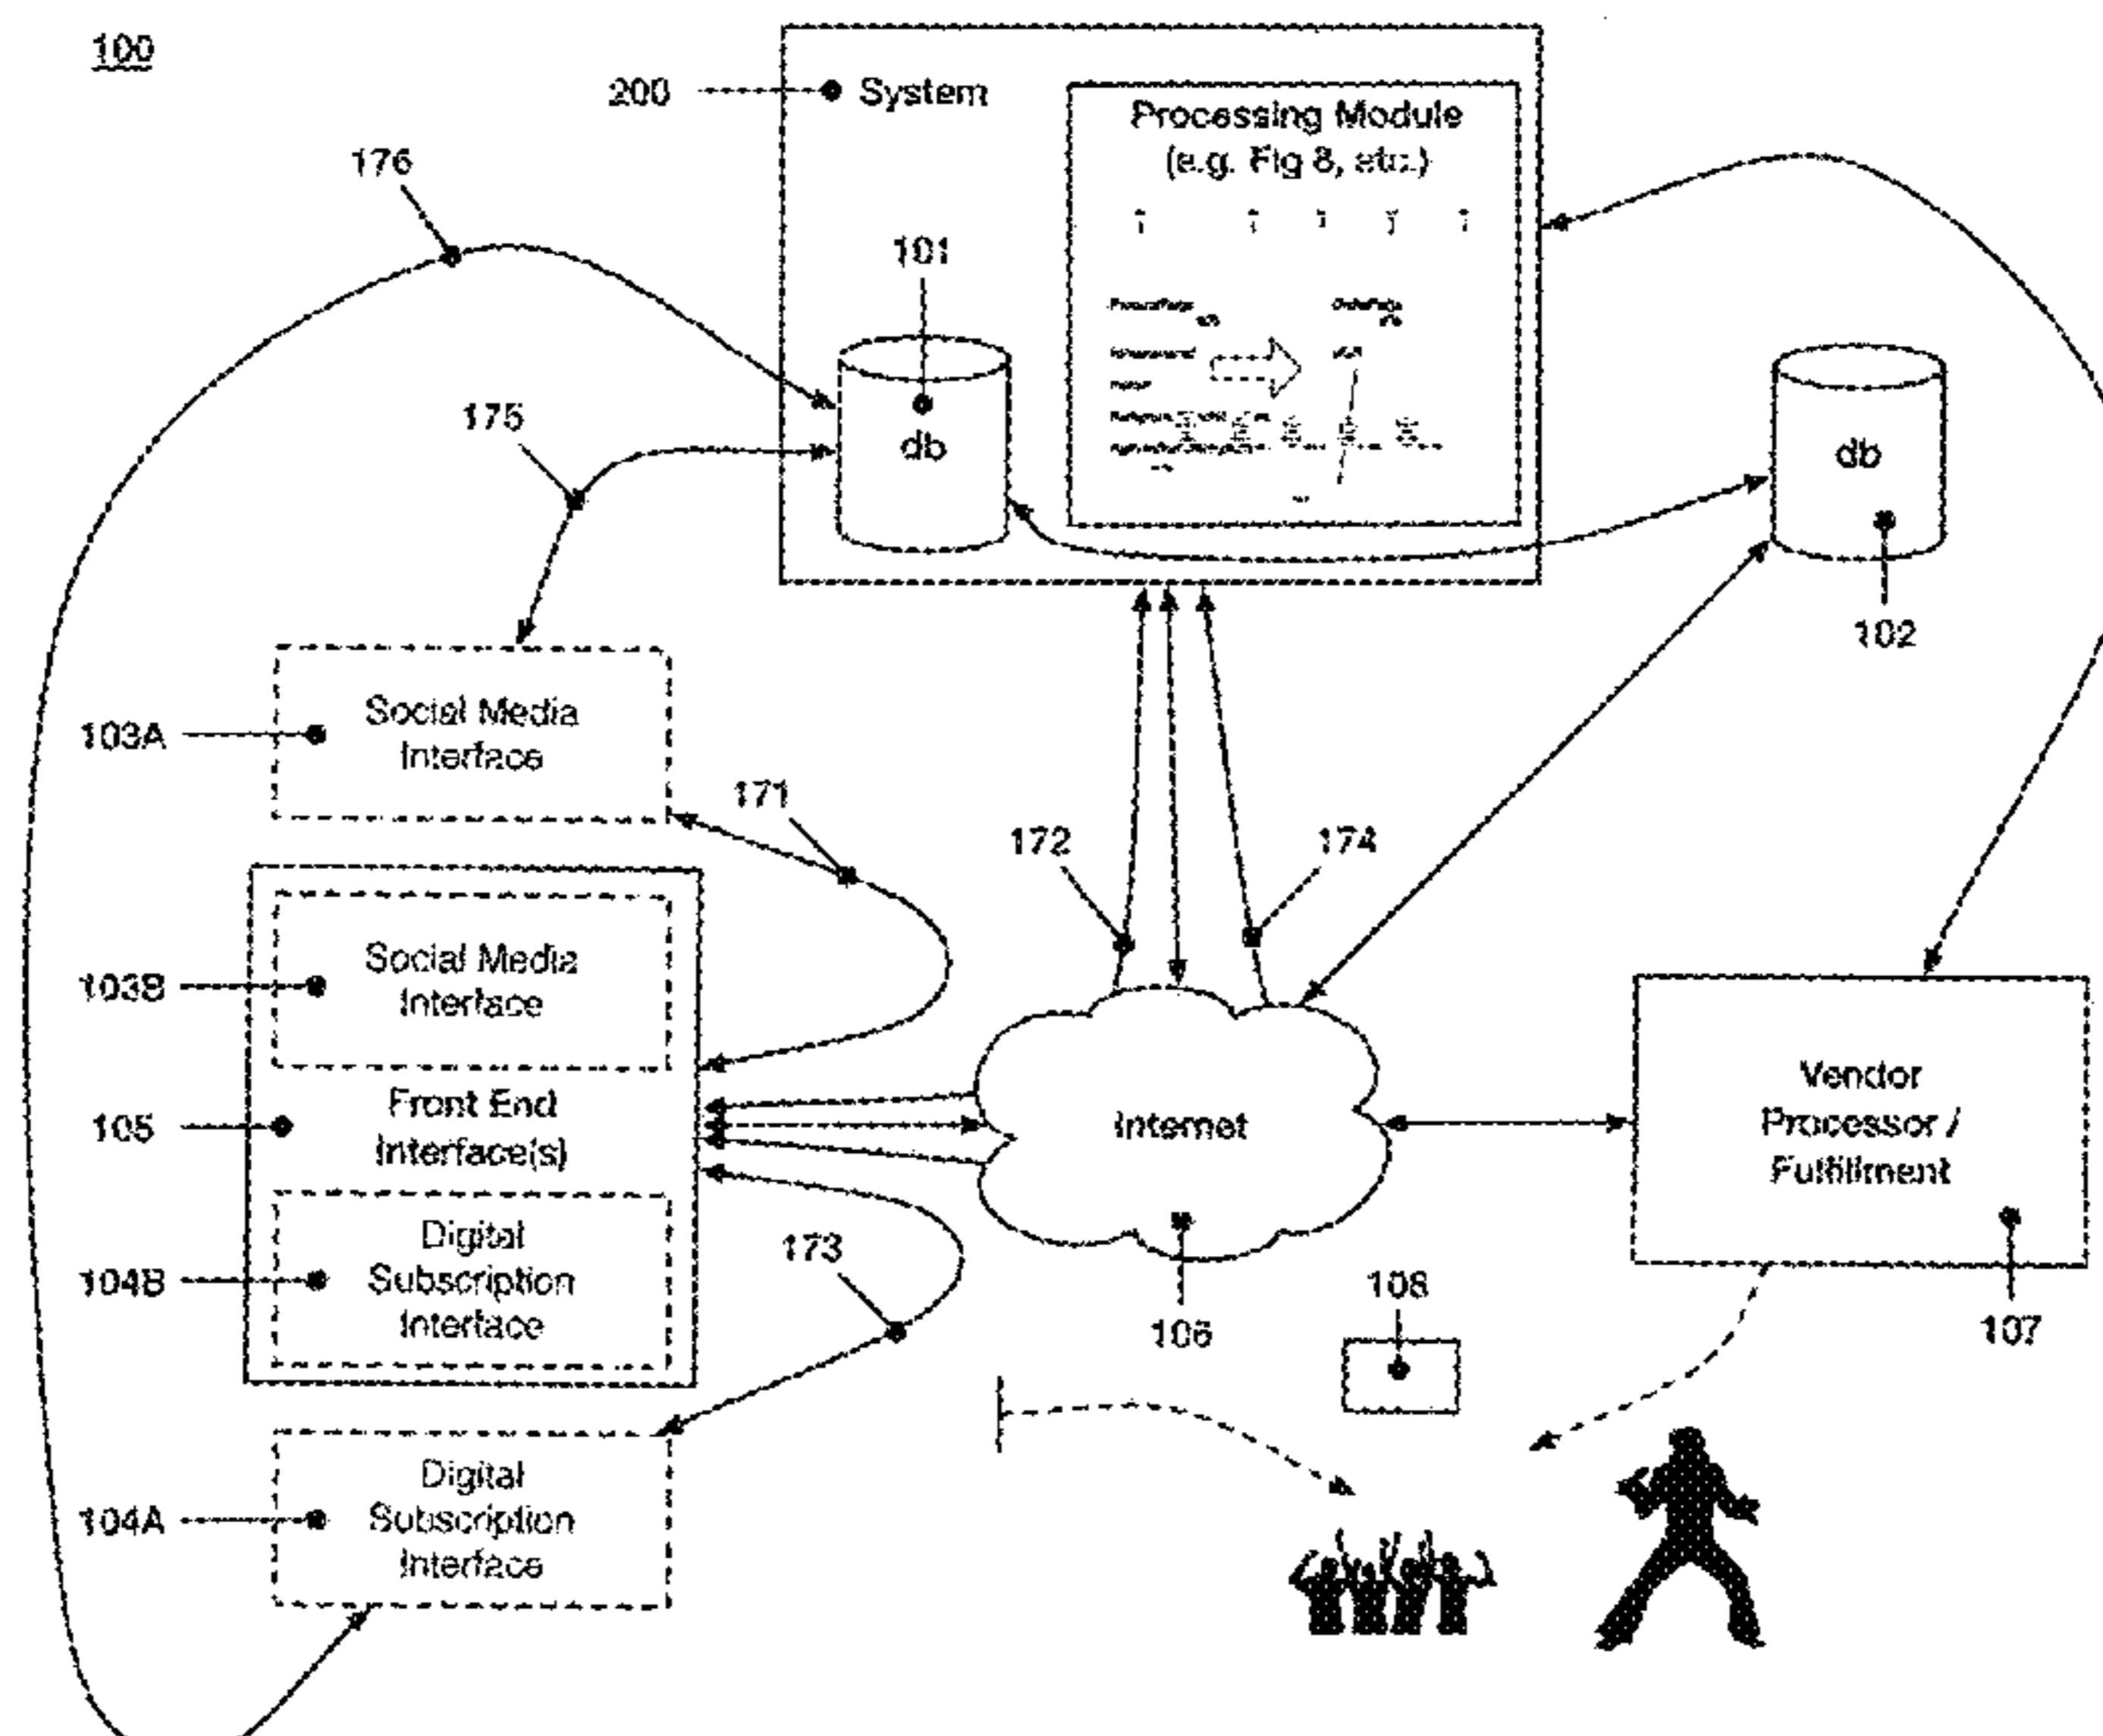 100
200
System
Processing Module
(e.g. Fig 8, etc.)
176
101
db
175
db
102
103A
Social Media
Interface
171
172
174
103B
Social Media
Interface
105
Front End
Interface(s)
Internet
Vendor
Processor /
Fulfillment
104B
Digital
Subscription
Interface
173
106
108
107
104A
Digital
Subscription
Interface